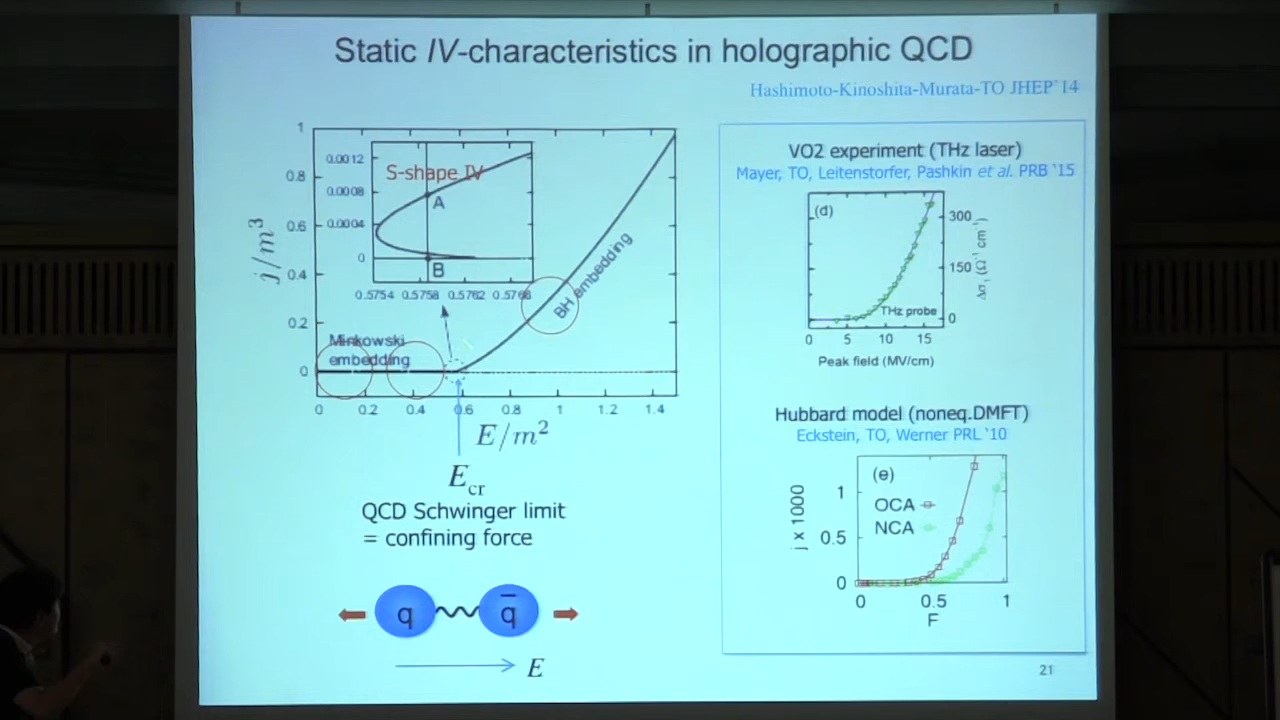 Static IV-characteristics in holographic QCD
Hashimoto-Kinoshita-Murata-TO JHEP`14
j/m³
1
0.8
0.6
0.4
0.2
0
0 0.2 0.4 0.6 0.8 1 1.2 1.4
E/m²
0.0012
0.0008
0.0004
0
0.5754 0.5758 0.5762 0.5766
S-shape IV
A
B
BH embedding
Minkowski
embedding
E_cr
QCD Schwinger limit
= confining force
q q̄
E
VO2 experiment (THz laser)
Mayer, TO, Leitenstorfer, Pashkin et al. PRB '15
(d)
300
150
0
THz probe
0 5 10 15
Peak field (MV/cm)
Hubbard model (noneq.DMFT)
Eckstein, TO, Werner PRL '10
(e)
OCA
NCA
j x 1000
1
0.5
0
0 0.5 1
F
21